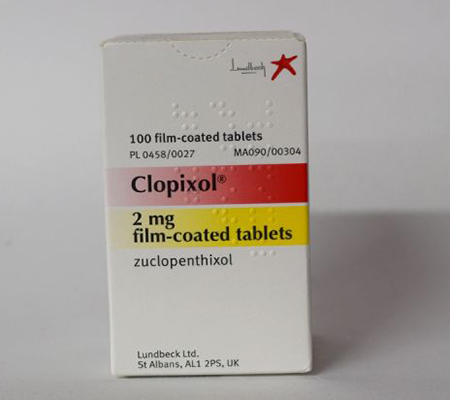 Lundbeck
100 film-coated tablets
PL 0458/0027 MA090/00304
Clopixol®
2 mg
film-coated tablets
zuclopenthixol
Lundbeck Ltd.
St Albans, AL1 2PS, UK